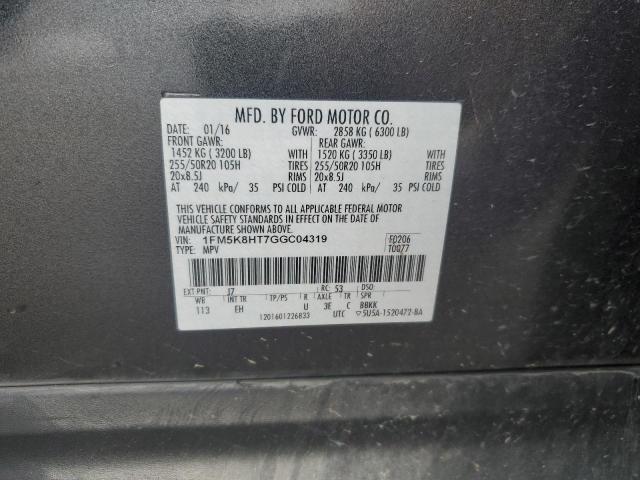 MFD. BY FORD MOTOR CO.
DATE: 01/16 GVWR: 2858 KG ( 6300 LB)
FRONT GAWR: REAR GAWR:
1452 KG ( 3200 LB) WITH 1520 KG ( 3350 LB) WITH
255/50R20 105H TIRES 255/50R20 105H TIRES
20x8.5J RIMS 20x8.5J RIMS
AT 240 kPa/ 35 PSI COLD AT 240 kPa/ 35 PSI COLD
THIS VEHICLE CONFORMS TO ALL APPLICABLE FEDERAL MOTOR
VEHICLE SAFETY STANDARDS IN EFFECT ON THE DATE OF
MANUFACTURE SHOWN ABOVE.
VIN: 1FM5K8HT7GGC04319 F0206
TYPE: MPV T0077
EXT PNT: J7 RC: 53 DSO:
WB INT TR TP/PS R AXLE TR SPR
113 EH U 3E C BBKK
1201601226833 UTC ▽5U5A-1520472-BA